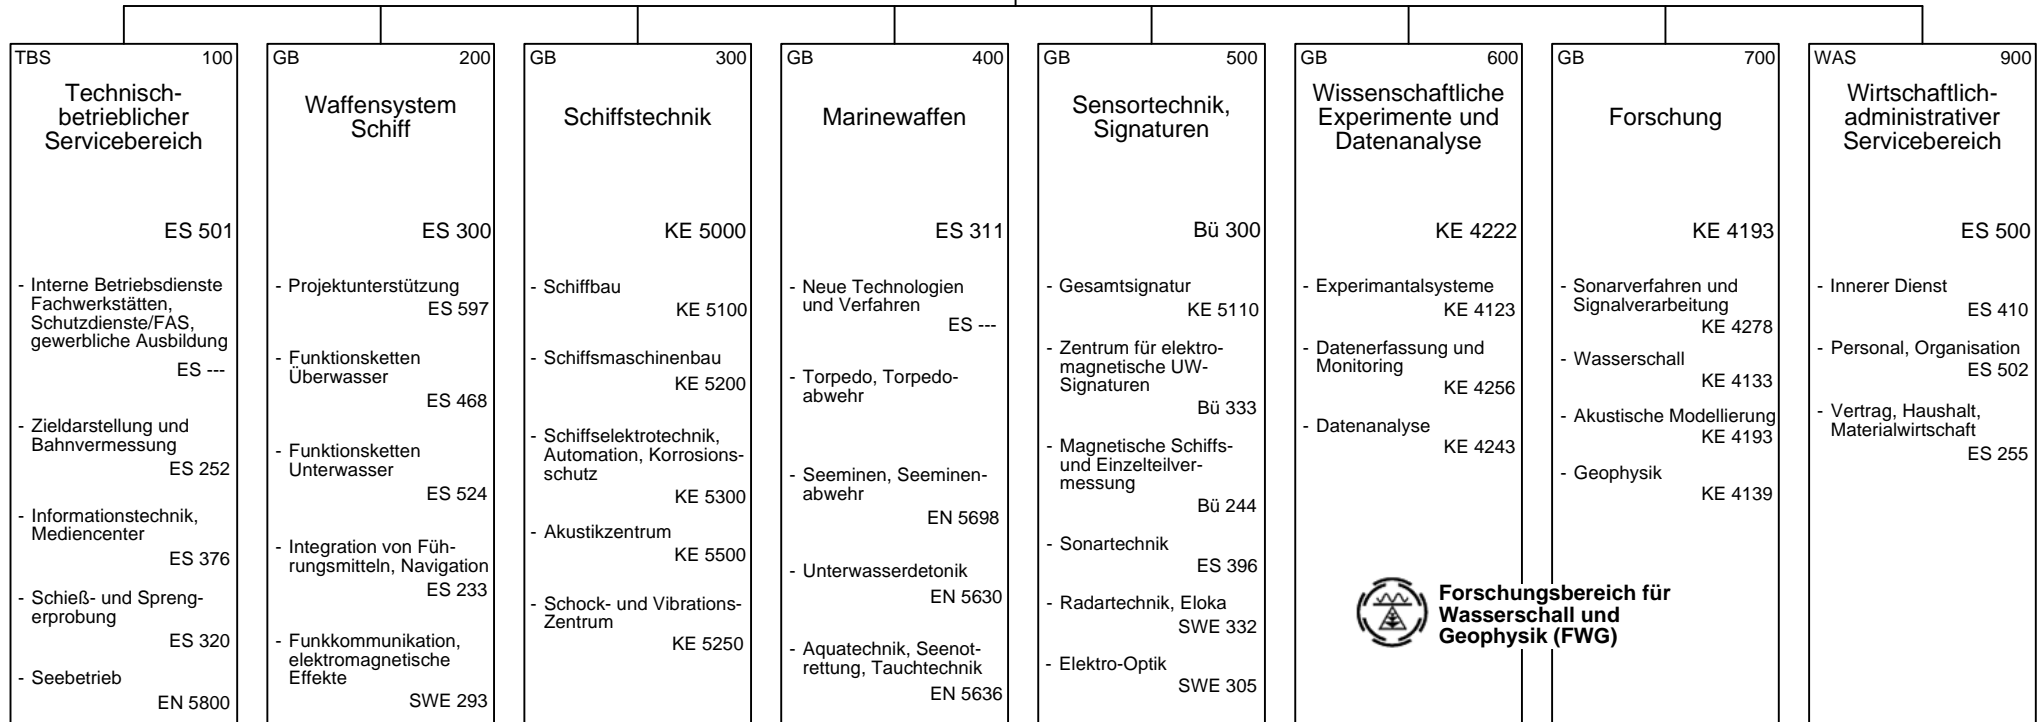 TBS 100
Technisch-
betrieblicher
Servicebereich
ES 501
- Interne Betriebsdienste
Fachwerkstätten,
Schutzdienste/FAS,
gewerbliche Ausbildung
ES ---
- Zieldarstellung und
Bahnvermessung
ES 252
- Informationstechnik,
Mediencenter
ES 376
- Schieß- und Spreng-
erprobung
ES 320
- Seebetrieb
EN 5800
GB 200
Waffensystem
Schiff
ES 300
- Projektunterstützung
ES 597
- Funktionsketten
Überwasser
ES 468
- Funktionsketten
Unterwasser
ES 524
- Integration von Füh-
rungsmitteln, Navigation
ES 233
- Funkkommunikation,
elektromagnetische
Effekte
SWE 293
GB 300
Schiffstechnik
KE 5000
- Schiffbau
KE 5100
- Schiffsmaschinenbau
KE 5200
- Schiffselektrotechnik,
Automation, Korrosions-
schutz
KE 5300
- Akustikzentrum
KE 5500
- Schock- und Vibrations-
Zentrum
KE 5250
GB 400
Marinewaffen
ES 311
- Neue Technologien
und Verfahren
ES ---
- Torpedo, Torpedo-
abwehr
- Seeminen, Seeminen-
abwehr
EN 5698
- Unterwasserdetonik
EN 5630
- Aquatechnik, Seenot-
rettung, Tauchtechnik
EN 5636
GB 500
Sensortechnik,
Signaturen
Bü 300
- Gesamtsignatur
KE 5110
- Zentrum für elektro-
magnetische UW-
Signaturen
Bü 333
- Magnetische Schiffs-
und Einzelteilver-
messung
Bü 244
- Sonartechnik
ES 396
- Radartechnik, Eloka
SWE 332
- Elektro-Optik
SWE 305
GB 600
Wissenschaftliche
Experimente und
Datenanalyse
KE 4222
- Experimantalsysteme
KE 4123
- Datenerfassung und
Monitoring
KE 4256
- Datenanalyse
KE 4243
GB 700
Forschung
KE 4193
- Sonarverfahren und
Signalverarbeitung
KE 4278
- Wasserschall
KE 4133
- Akustische Modellierung
KE 4193
- Geophysik
KE 4139
Forschungsbereich für
Wasserschall und
Geophysik (FWG)
WAS 900
Wirtschaftlich-
administrativer
Servicebereich
ES 500
- Innerer Dienst
ES 410
- Personal, Organisation
ES 502
- Vertrag, Haushalt,
Materialwirtschaft
ES 255